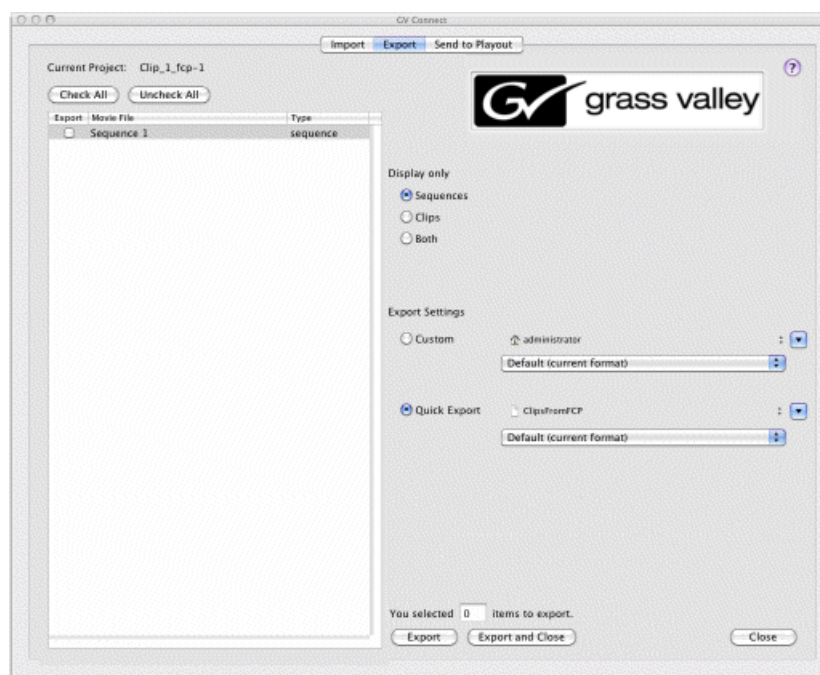 GV Connect
Import Export Send to Playout
Current Project: Clip_1_fcp-1
?
Check All Uncheck All
GV grass valley
Export Movie File Type
Sequence 1 sequence
Display only
Sequences
Clips
Both
Export Settings
Custom administrator
Default (current format)
Quick Export ClipsFromFCP
Default (current format)
You selected 0 items to export.
Export Export and Close Close